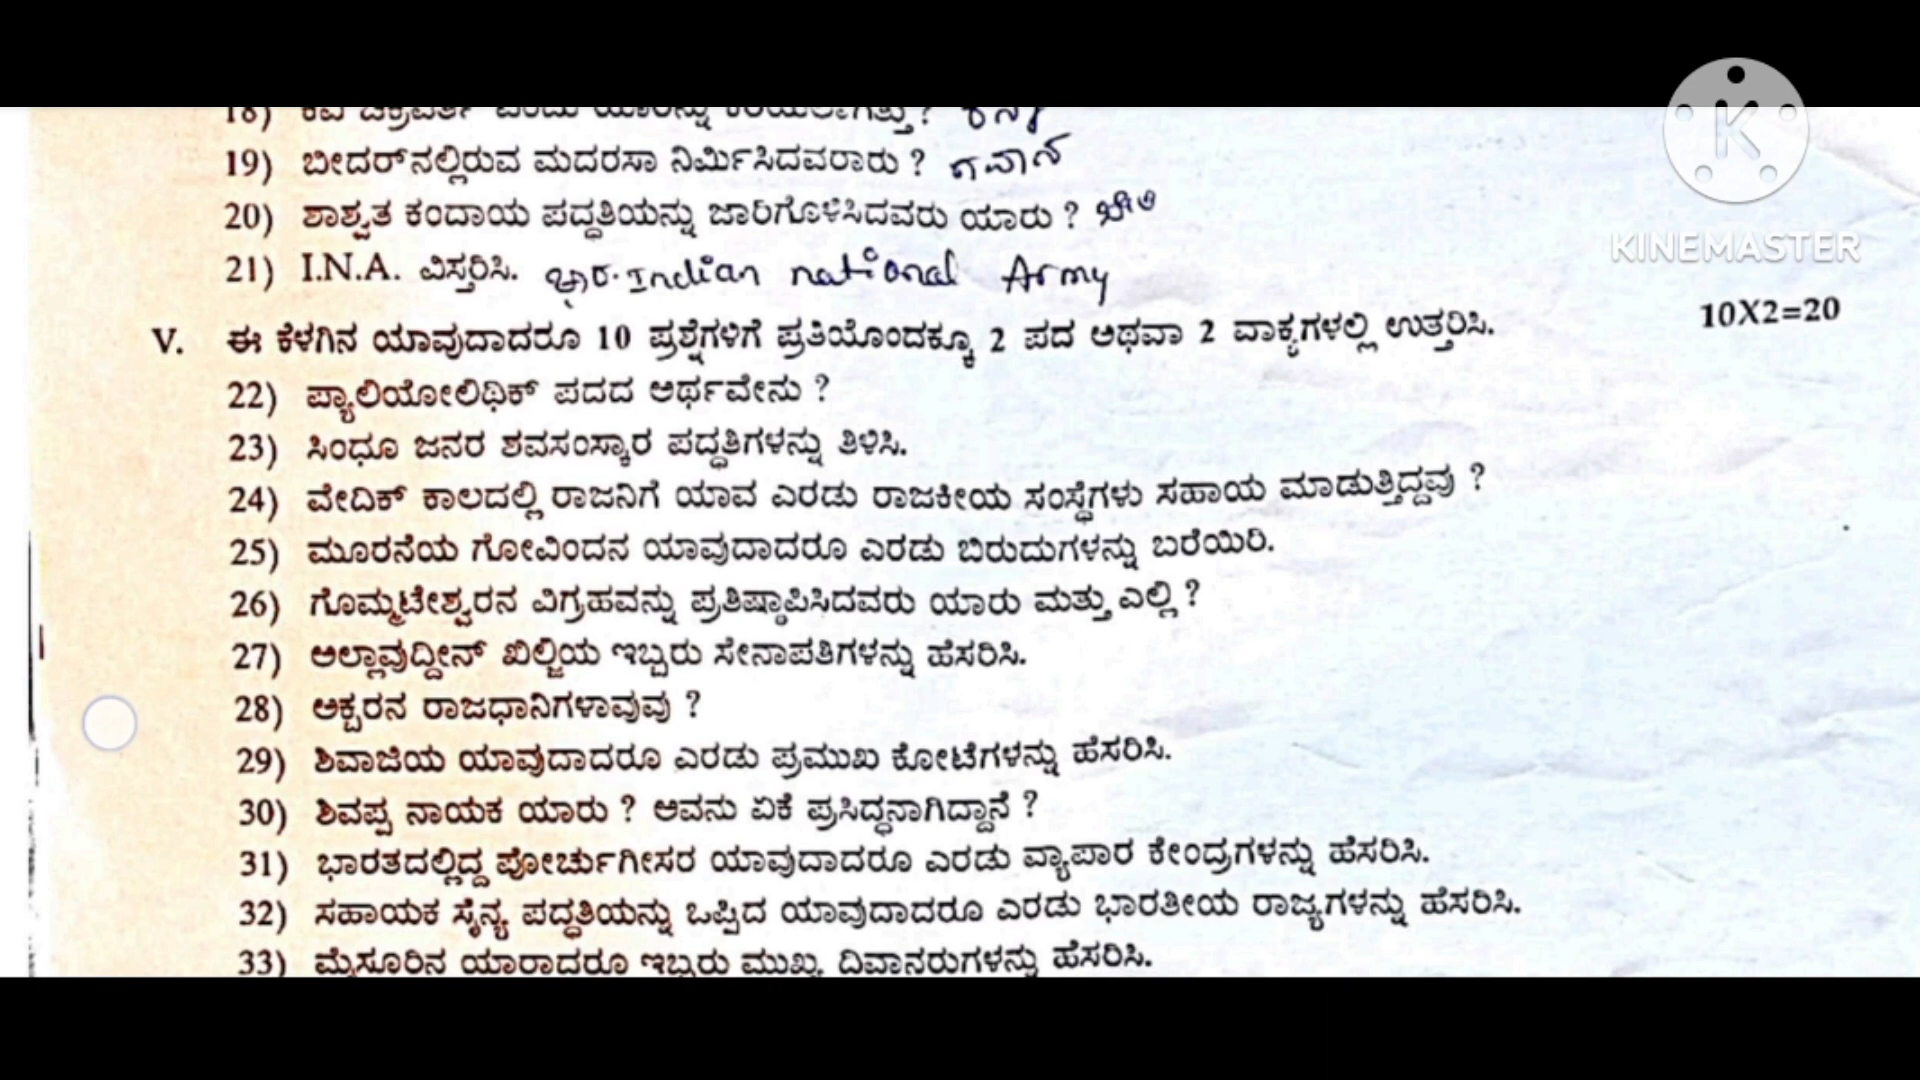 19) ಬೀದರ್‌ನಲ್ಲಿರುವ ಮದರಸಾ ನಿರ್ಮಿಸಿದವರಾರು ? ಗವಾನ
20) ಶಾಶ್ವತ ಕಂದಾಯ ಪದ್ಧತಿಯನ್ನು ಜಾರಿಗೊಳಿಸಿದವರು ಯಾರು ?
21) I.N.A. ವಿಸ್ತರಿಸಿ. Indian national Army
V. ಈ ಕೆಳಗಿನ ಯಾವುದಾದರೂ 10 ಪ್ರಶ್ನೆಗಳಿಗೆ ಪ್ರತಿಯೊಂದಕ್ಕೂ 2 ಪದ ಅಥವಾ 2 ವಾಕ್ಯಗಳಲ್ಲಿ ಉತ್ತರಿಸಿ. 10X2=20
22) ಪ್ಯಾಲಿಯೋಲಿಥಿಕ್ ಪದದ ಅರ್ಥವೇನು ?
23) ಸಿಂಧೂ ಜನರ ಶವಸಂಸ್ಕಾರ ಪದ್ಧತಿಗಳನ್ನು ತಿಳಿಸಿ.
24) ವೇದಿಕ್ ಕಾಲದಲ್ಲಿ ರಾಜನಿಗೆ ಯಾವ ಎರಡು ರಾಜಕೀಯ ಸಂಸ್ಥೆಗಳು ಸಹಾಯ ಮಾಡುತ್ತಿದ್ದವು ?
25) ಮೂರನೆಯ ಗೋವಿಂದನ ಯಾವುದಾದರೂ ಎರಡು ಬಿರುದುಗಳನ್ನು ಬರೆಯಿರಿ.
26) ಗೊಮ್ಮಟೇಶ್ವರನ ವಿಗ್ರಹವನ್ನು ಪ್ರತಿಷ್ಠಾಪಿಸಿದವರು ಯಾರು ಮತ್ತು ಎಲ್ಲಿ ?
27) ಅಲ್ಲಾವುದ್ದೀನ್ ಖಿಲ್ಜಿಯ ಇಬ್ಬರು ಸೇನಾಪತಿಗಳನ್ನು ಹೆಸರಿಸಿ.
28) ಅಕ್ಬರನ ರಾಜಧಾನಿಗಳಾವುವು ?
29) ಶಿವಾಜಿಯ ಯಾವುದಾದರೂ ಎರಡು ಪ್ರಮುಖ ಕೋಟೆಗಳನ್ನು ಹೆಸರಿಸಿ.
30) ಶಿವಪ್ಪ ನಾಯಕ ಯಾರು ? ಅವನು ಏಕೆ ಪ್ರಸಿದ್ಧನಾಗಿದ್ದಾನೆ ?
31) ಭಾರತದಲ್ಲಿದ್ದ ಪೋರ್ಚುಗೀಸರ ಯಾವುದಾದರೂ ಎರಡು ವ್ಯಾಪಾರ ಕೇಂದ್ರಗಳನ್ನು ಹೆಸರಿಸಿ.
32) ಸಹಾಯಕ ಸೈನ್ಯ ಪದ್ಧತಿಯನ್ನು ಒಪ್ಪಿದ ಯಾವುದಾದರೂ ಎರಡು ಭಾರತೀಯ ರಾಜ್ಯಗಳನ್ನು ಹೆಸರಿಸಿ.
33) ಮೈಸೂರಿನ ಯಾರಾದರೂ ಇಬ್ಬರು ಮುಖ್ಯ ದಿವಾನರುಗಳನ್ನು ಹೆಸರಿಸಿ.
KINEMASTER